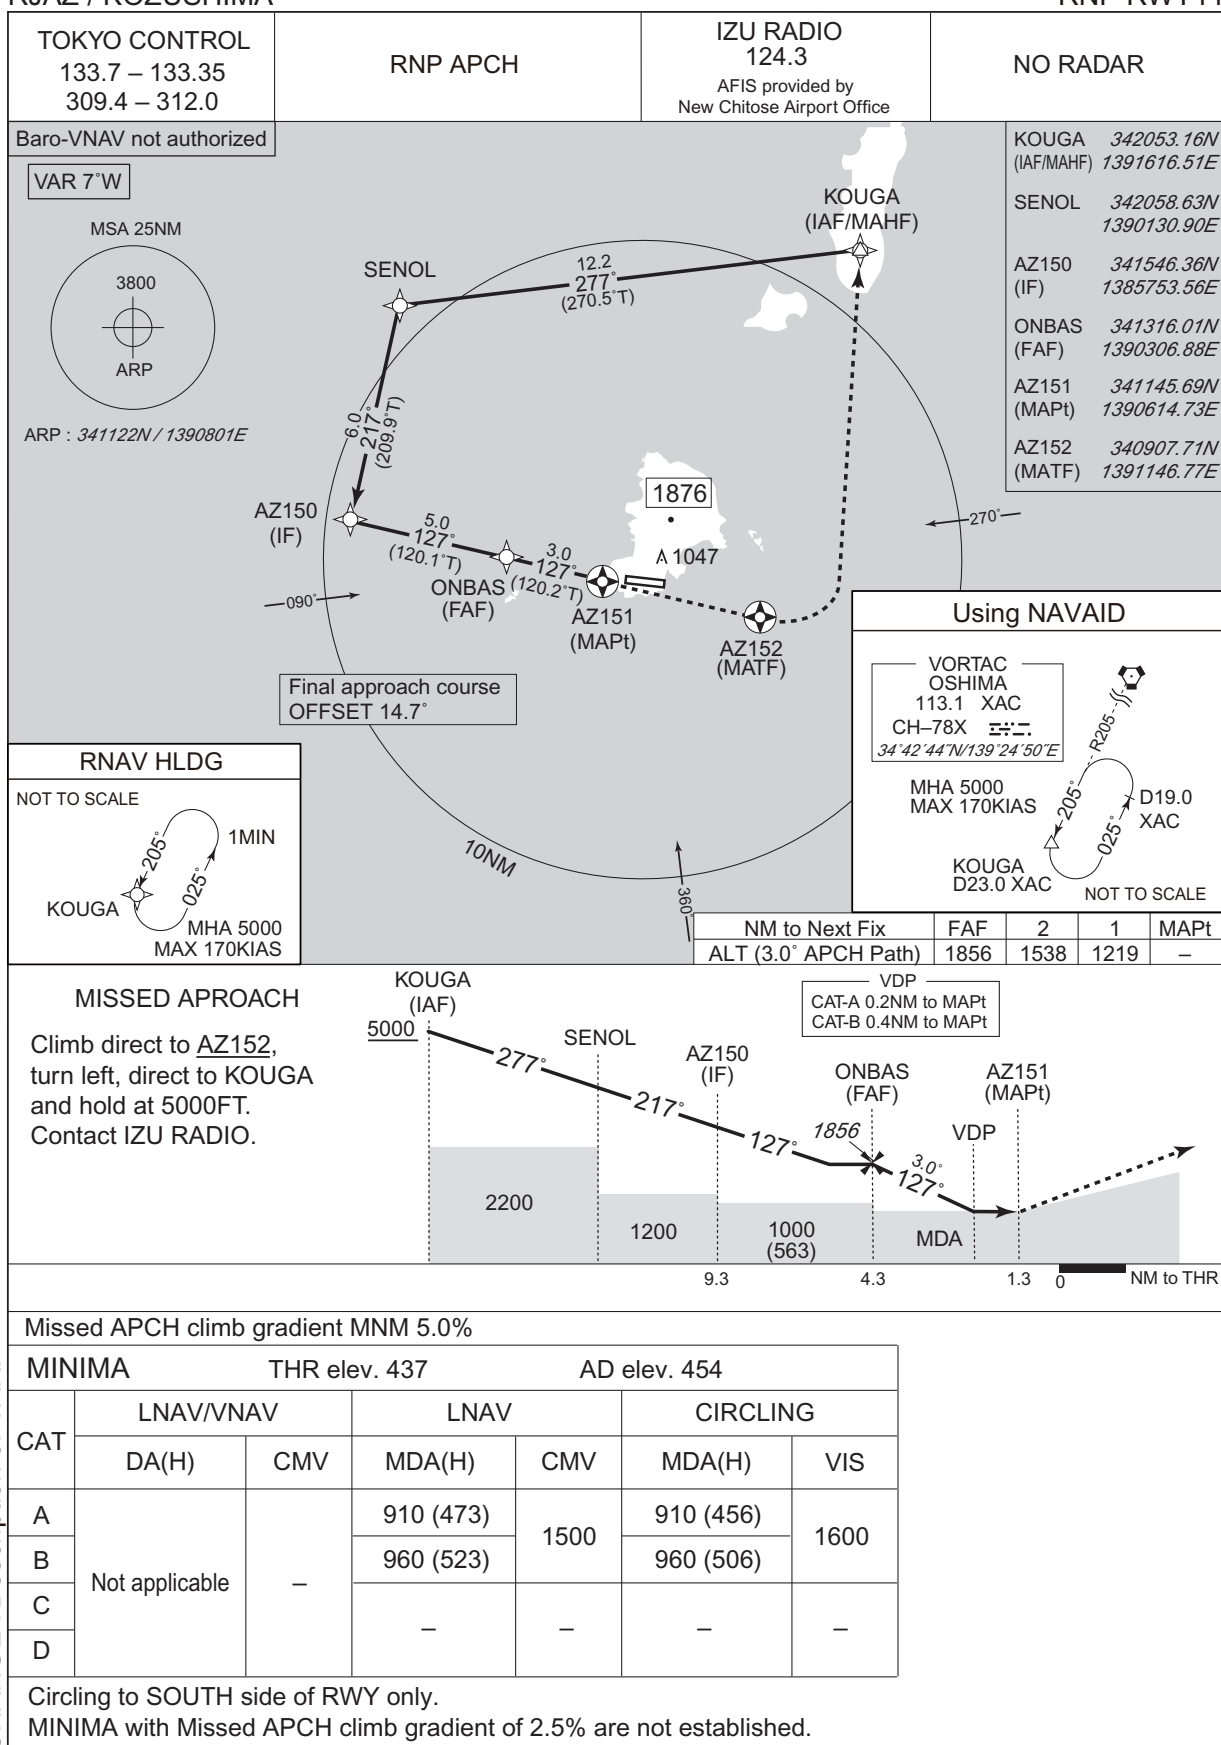 RJAZ / KOZUSHIMA
TOKYO CONTROL
133.7 – 133.35
309.4 – 312.0
RNP APCH
IZU RADIO
124.3
AFIS provided by
New Chitose Airport Office
NO RADAR
Baro-VNAV not authorized
VAR 7˚W
MSA 25NM
3800
ARP
ARP : 341122N / 1390801E
KOUGA 342053.16N
(IAF/MAHF) 1391616.51E
SENOL 342058.63N
1390130.90E
AZ150 341546.36N
(IF) 1385753.56E
ONBAS 341316.01N
(FAF) 1390306.88E
AZ151 341145.69N
(MAPt) 1390614.73E
AZ152 340907.71N
(MATF) 1391146.77E
KOUGA
(IAF/MAHF)
SENOL
12.2
277˚
(270.5˚T)
6.0
217˚
(209.9˚T)
AZ150
(IF)
5.0
127˚
(120.1˚T)
ONBAS
(FAF)
3.0
127˚
(120.2˚T)
AZ151
(MAPt)
AZ152
(MATF)
1876
1047
270˚
090˚
360˚
10NM
Final approach course
OFFSET 14.7˚
RNAV HLDG
NOT TO SCALE
205˚
025˚
1MIN
KOUGA
MHA 5000
MAX 170KIAS
Using NAVAID
VORTAC
OSHIMA
113.1 XAC
CH–78X
34˚42´44˝N/139˚24´50˝E
R205
MHA 5000
MAX 170KIAS
205˚
025˚
D19.0
XAC
KOUGA
D23.0 XAC
NOT TO SCALE
NM to Next Fix FAF 2 1 MAPt
ALT (3.0˚ APCH Path) 1856 1538 1219 –
MISSED APROACH
Climb direct to AZ152,
turn left, direct to KOUGA
and hold at 5000FT.
Contact IZU RADIO.
KOUGA
(IAF)
5000
277˚
SENOL
217˚
AZ150
(IF)
127˚
1856
ONBAS
(FAF)
3.0˚
127˚
VDP
CAT-A 0.2NM to MAPt
CAT-B 0.4NM to MAPt
VDP
AZ151
(MAPt)
2200
1200
1000
(563)
MDA
9.3 4.3 1.3 0 NM to THR
Missed APCH climb gradient MNM 5.0%
MINIMA THR elev. 437 AD elev. 454
CAT LNAV/VNAV LNAV CIRCLING
DA(H) CMV MDA(H) CMV MDA(H) VIS
A 910 (473) 910 (456)
1500 1600
B 960 (523) 960 (506)
Not applicable –
C
– – – –
D
Circling to SOUTH side of RWY only.
MINIMA with Missed APCH climb gradient of 2.5% are not established.